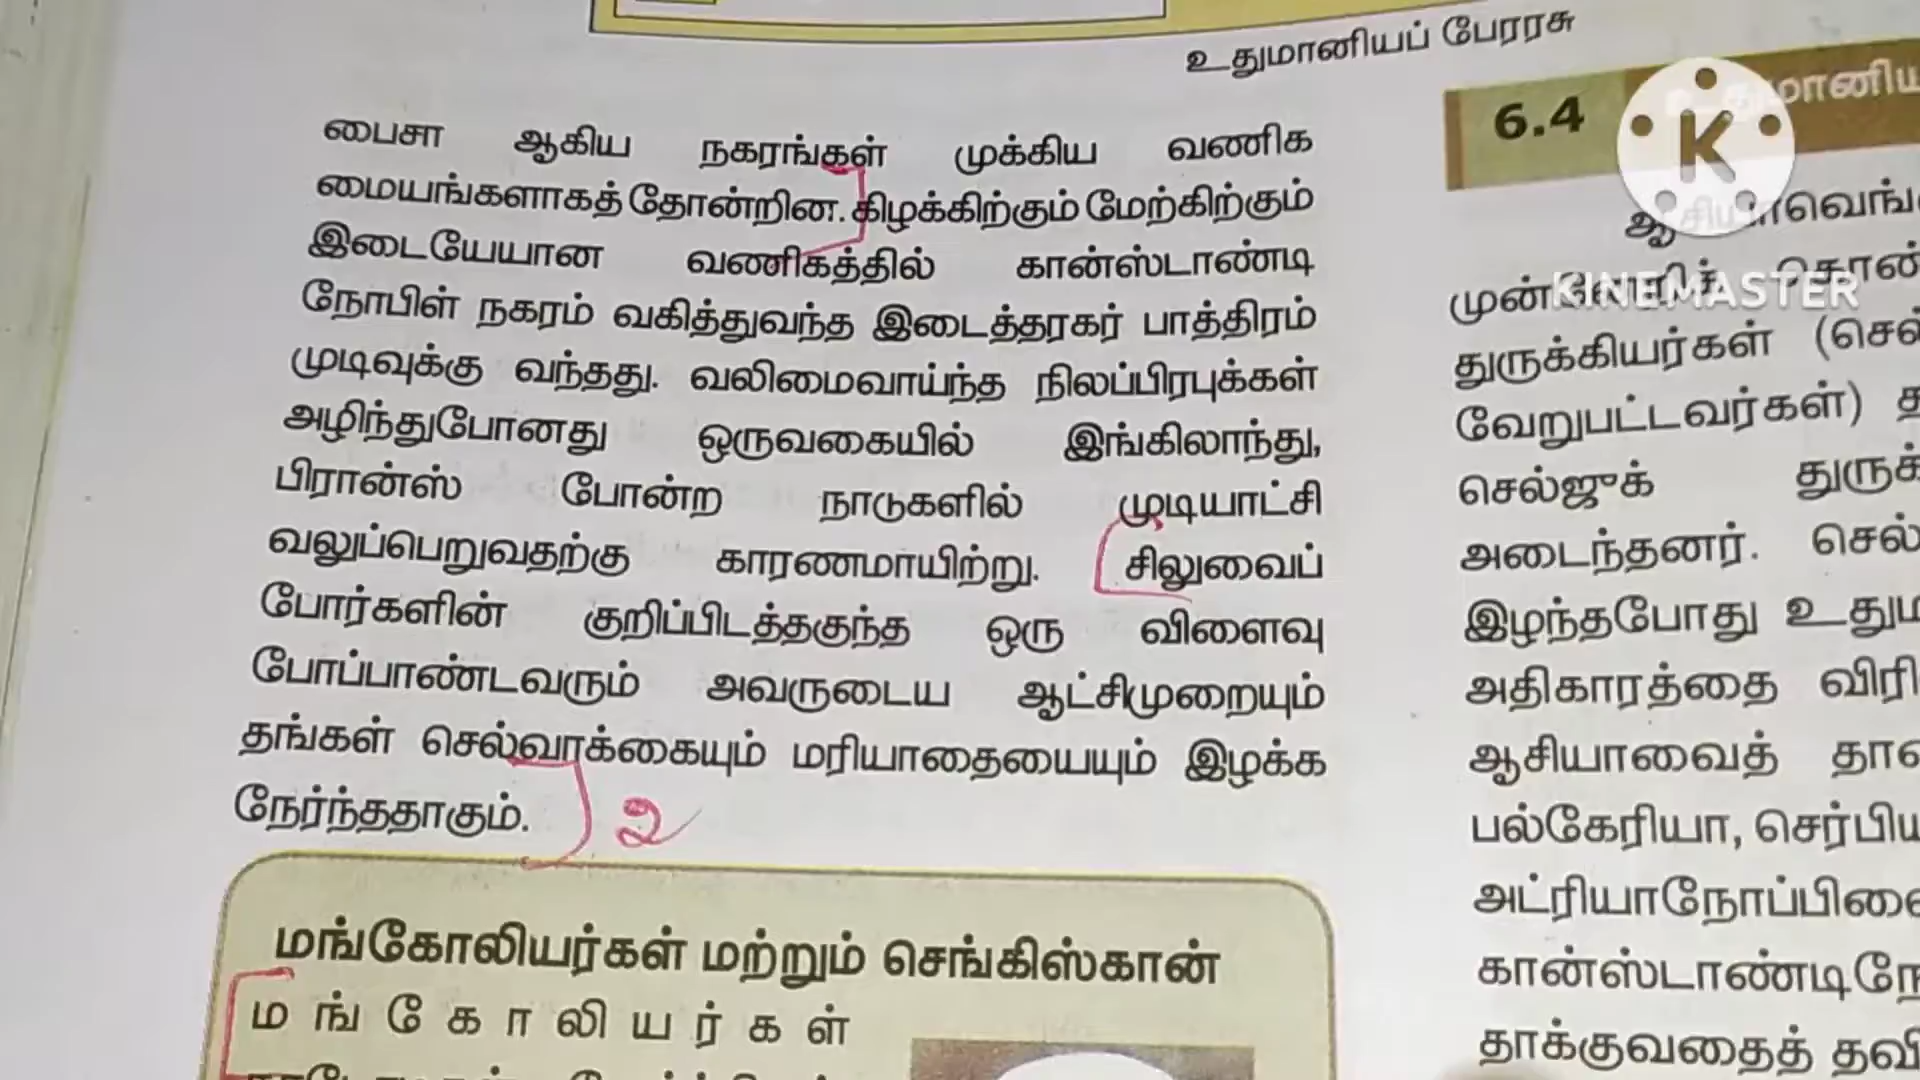 உதுமானியப் பேரரசு
பைசா ஆகிய நகரங்கள் முக்கிய வணிக
மையங்களாகத் தோன்றின. கிழக்கிற்கும் மேற்கிற்கும்
இடையேயான வணிகத்தில் கான்ஸ்டாண்டி
நோபிள் நகரம் வகித்துவந்த இடைத்தரகர் பாத்திரம்
முடிவுக்கு வந்தது. வலிமைவாய்ந்த நிலப்பிரபுக்கள்
அழிந்துபோனது ஒருவகையில் இங்கிலாந்து,
பிரான்ஸ் போன்ற நாடுகளில் முடியாட்சி
வலுப்பெறுவதற்கு காரணமாயிற்று. சிலுவைப்
போர்களின் குறிப்பிடத்தகுந்த ஒரு விளைவு
போப்பாண்டவரும் அவருடைய ஆட்சிமுறையும்
தங்கள் செல்வாக்கையும் மரியாதையையும் இழக்க
நேர்ந்ததாகும்.
2
மங்கோலியர்கள் மற்றும் செங்கிஸ்கான்
மங்கோலியர்கள்
6.4
K
KINEMASTER
துருக்கியர்கள் (செல்
வேறுபட்டவர்கள்) த
செல்ஜுக் துருக்
அடைந்தனர். செல்
இழந்தபோது உதும
அதிகாரத்தை விரி
ஆசியாவைத் தா
பல்கேரியா, செர்பிய
அட்ரியாநோப்பிளை
கான்ஸ்டாண்டிநே
தாக்குவதைத் தவி